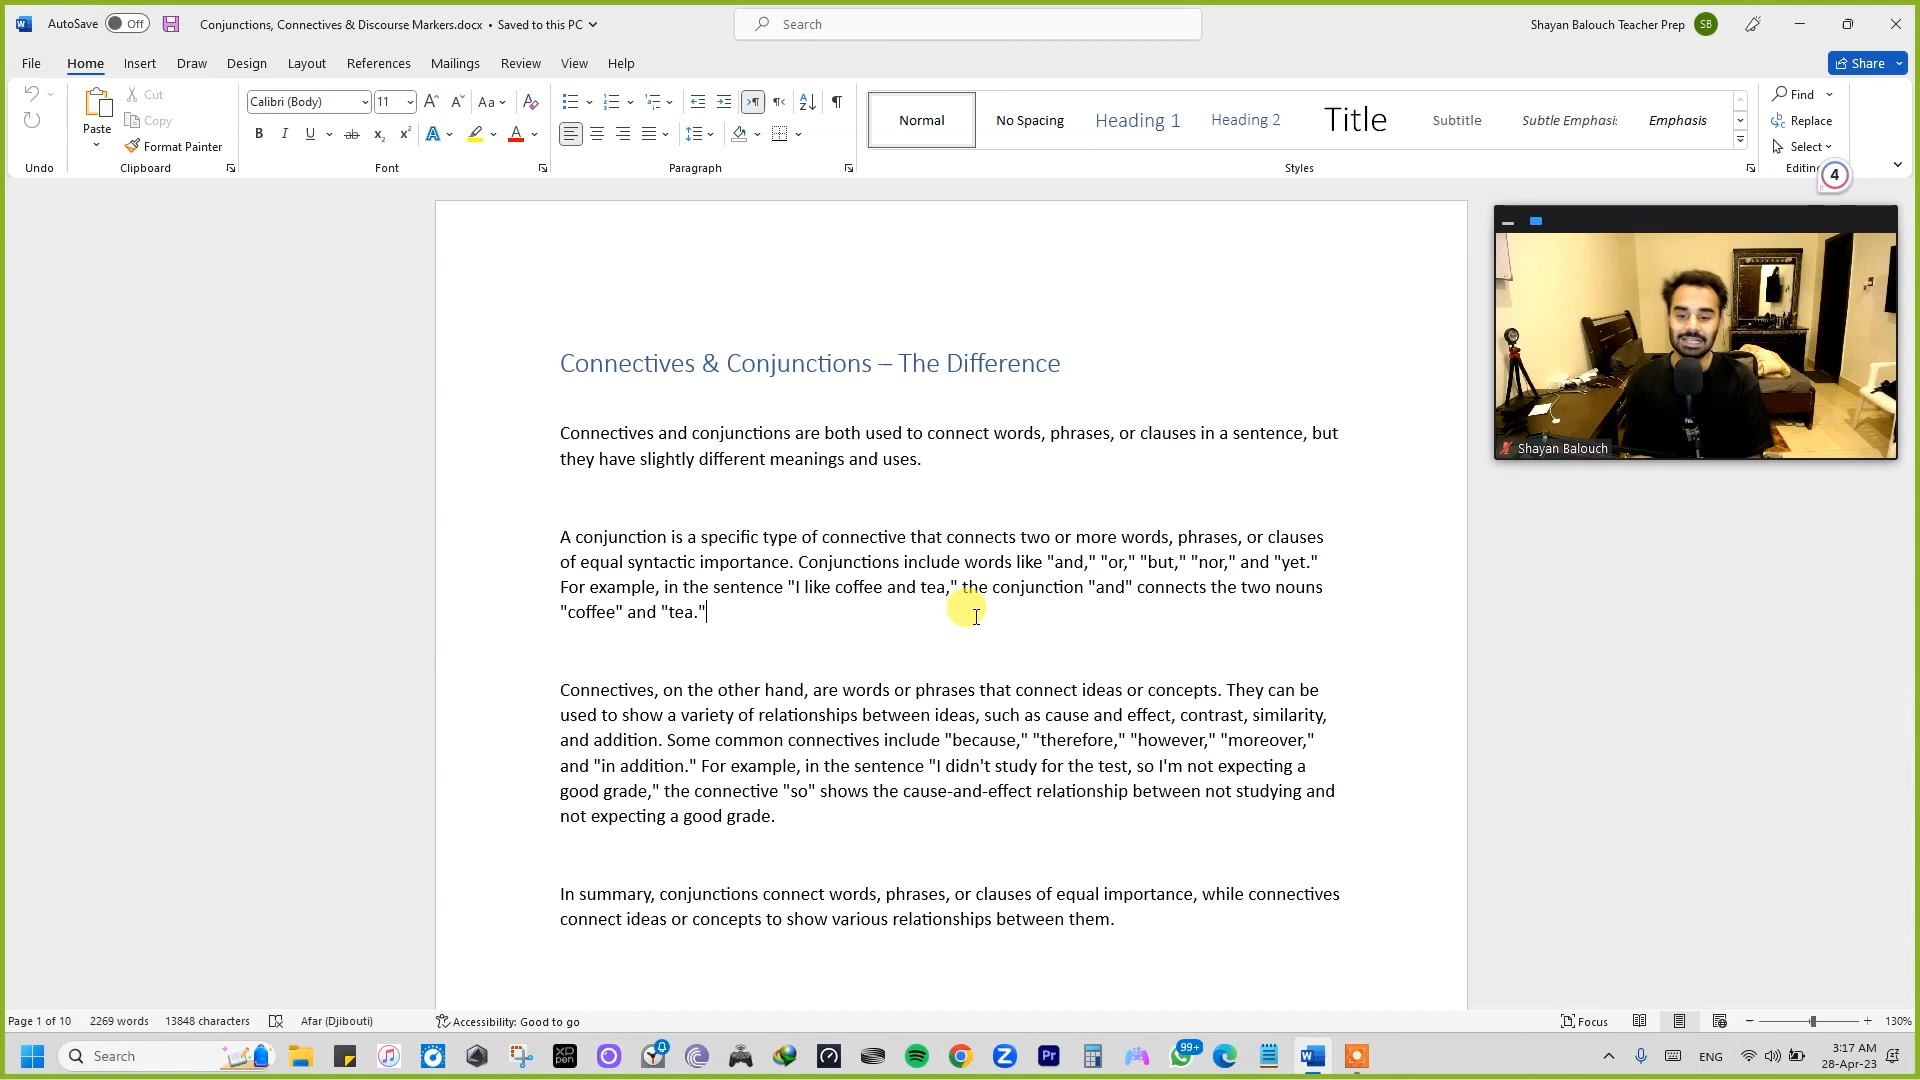 AutoSave Off Conjunctions, Connectives & Discourse Markers.docx • Saved to this PC Search Shayan Balouch Teacher Prep SB
File Home Insert Draw Design Layout References Mailings Review View Help Share
Paste Cut Copy Format Painter
Calibri (Body) 11
Normal No Spacing Heading 1 Heading 2 Title Subtitle Subtle Emphasis Emphasis
Find
Replace
Select
Undo Clipboard Font Paragraph Styles Editing
4
Shayan Balouch
Connectives & Conjunctions – The Difference
Connectives and conjunctions are both used to connect words, phrases, or clauses in a sentence, but
they have slightly different meanings and uses.
A conjunction is a specific type of connective that connects two or more words, phrases, or clauses
of equal syntactic importance. Conjunctions include words like "and," "or," "but," "nor," and "yet."
For example, in the sentence "I like coffee and tea," the conjunction "and" connects the two nouns
"coffee" and "tea."
Connectives, on the other hand, are words or phrases that connect ideas or concepts. They can be
used to show a variety of relationships between ideas, such as cause and effect, contrast, similarity,
and addition. Some common connectives include "because," "therefore," "however," "moreover,"
and "in addition." For example, in the sentence "I didn't study for the test, so I'm not expecting a
good grade," the connective "so" shows the cause-and-effect relationship between not studying and
not expecting a good grade.
In summary, conjunctions connect words, phrases, or clauses of equal importance, while connectives
connect ideas or concepts to show various relationships between them.
Page 1 of 10 2269 words 13848 characters Afar (Djibouti) Accessibility: Good to go Focus 130%
Search 99+ ENG 3:17 AM
28-Apr-23